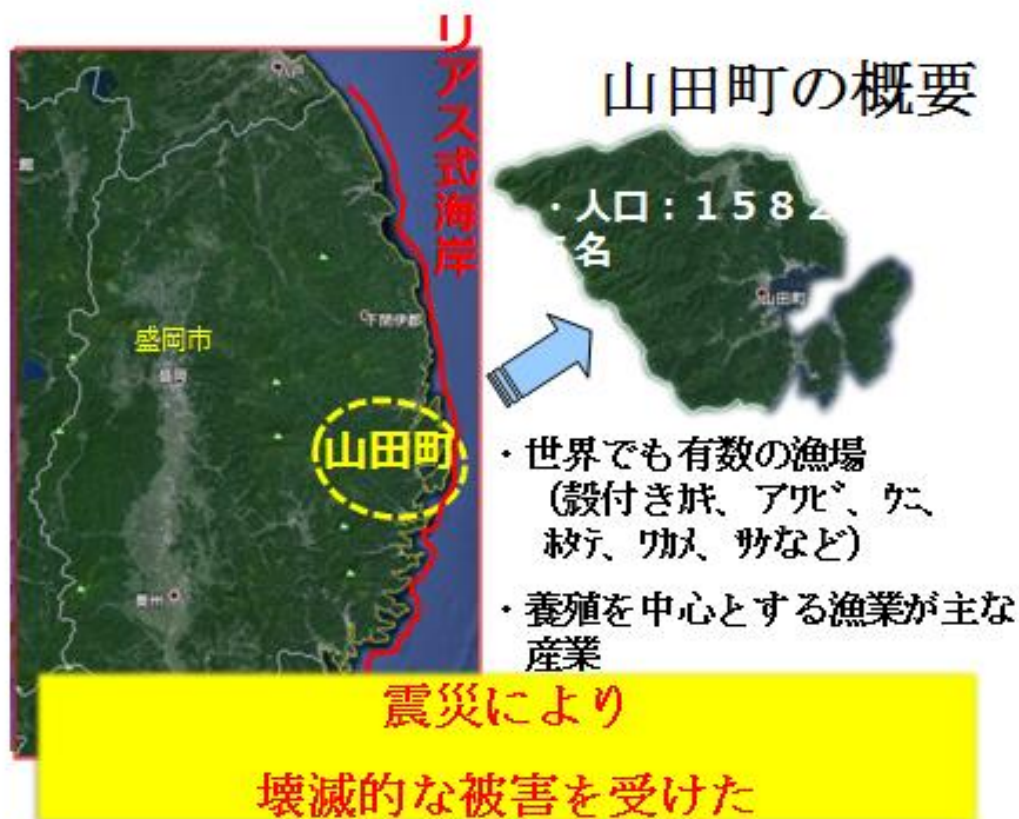 山田町の概要
リアス式海岸
・人口：１５８２
名
山田町
下閉伊郡
盛岡市
盛岡
山田町
奥州
・世界でも有数の漁場
（殻付きｶｷ、アワビ、ｳﾆ、
ﾎﾀﾃ、ﾜｶﾒ、ｻｹなど）
・養殖を中心とする漁業が主な
産業
震災により
壊滅的な被害を受けた